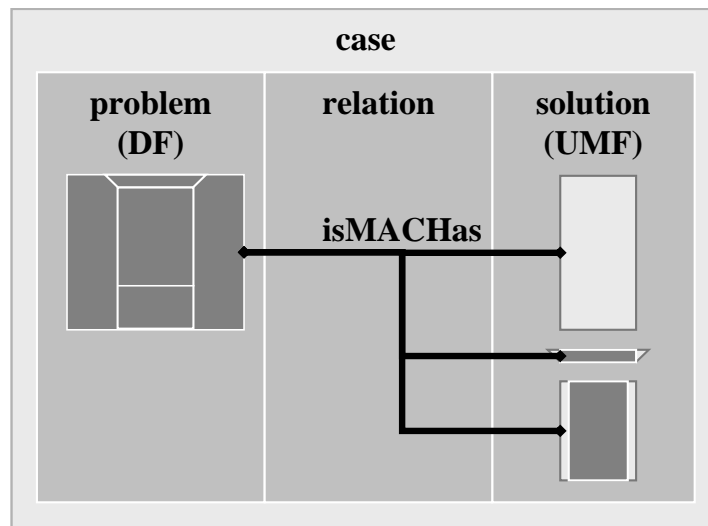 case
problem
(DF)
relation
solution
(UMF)
isMACHas